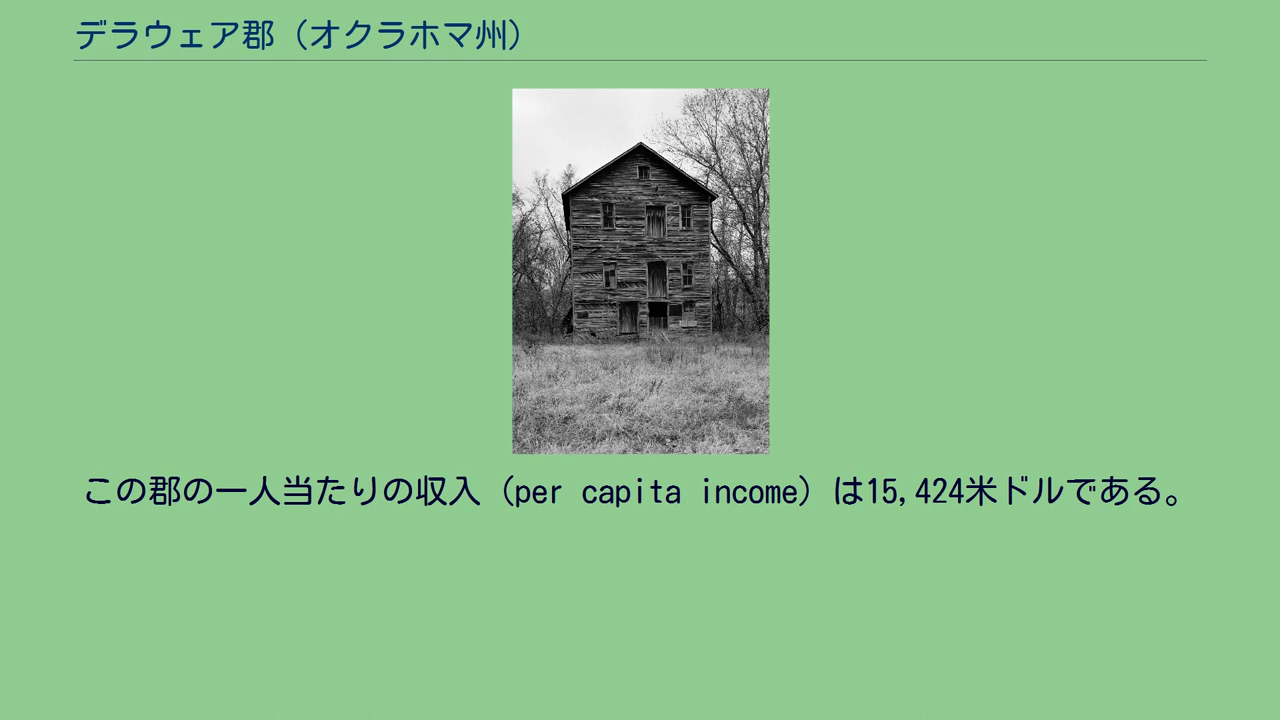 デラウェア郡（オクラホマ州）
この郡の一人当たりの収入（per capita income）は15,424米ドルである。